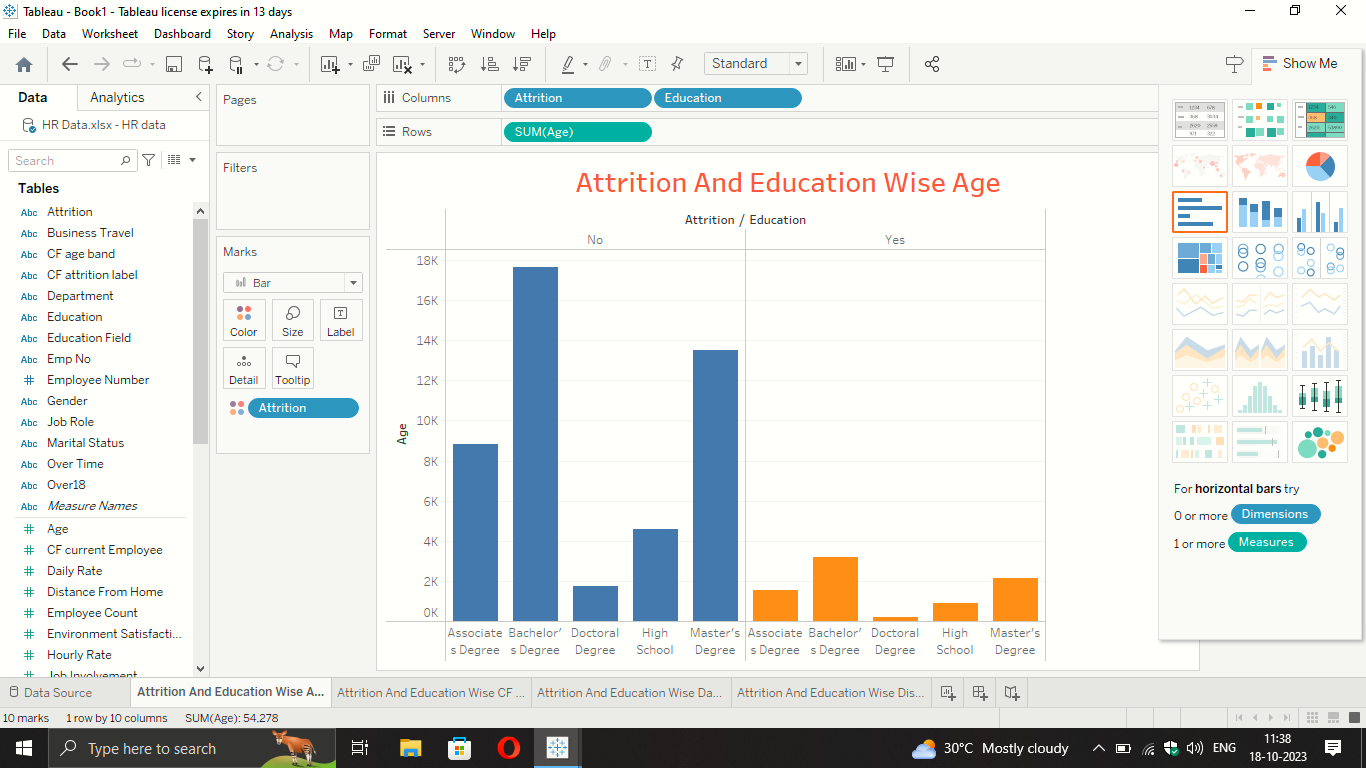 Tableau - Book1 - Tableau license expires in 13 days
File Data Worksheet Dashboard Story Analysis Map Format Server Window Help
Standard
Show Me
Data Analytics
HR Data.xlsx - HR data
Search
Tables
Abc Attrition
Abc Business Travel
Abc CF age band
Abc CF attrition label
Abc Department
Abc Education
Abc Education Field
Abc Emp No
# Employee Number
Abc Gender
Abc Job Role
Abc Marital Status
Abc Over Time
Abc Over18
Abc Measure Names
# Age
# CF current Employee
# Daily Rate
# Distance From Home
# Employee Count
# Environment Satisfacti...
# Hourly Rate
Pages
Filters
Marks
Bar
Color Size Label
Detail Tooltip
Attrition
Columns Attrition Education
Rows SUM(Age)
Attrition And Education Wise Age
Attrition / Education
No Yes
18K
16K
14K
12K
10K
8K
6K
4K
2K
0K
Age
Associate Bachelor' Doctoral High Master's Associate Bachelor' Doctoral High Master's
s Degree s Degree Degree School Degree s Degree s Degree Degree School Degree
For horizontal bars try
0 or more Dimensions
1 or more Measures
Data Source Attrition And Education Wise A... Attrition And Education Wise CF ... Attrition And Education Wise Da... Attrition And Education Wise Dis...
10 marks 1 row by 10 columns SUM(Age): 54,278
Type here to search
30°C Mostly cloudy
ENG
11:38
18-10-2023